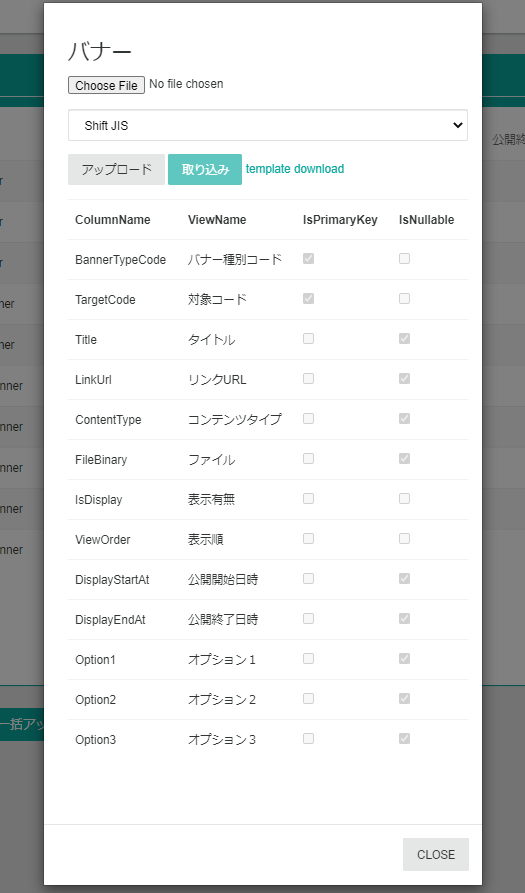 バナー
Choose File No file chosen
Shift JIS
アップロード 取り込み template download
ColumnName ViewName IsPrimaryKey IsNullable
BannerTypeCode バナー種別コード
TargetCode 対象コード
Title タイトル
LinkUrl リンクURL
ContentType コンテンツタイプ
FileBinary ファイル
IsDisplay 表示有無
ViewOrder 表示順
DisplayStartAt 公開開始日時
DisplayEndAt 公開終了日時
Option1 オプション１
Option2 オプション２
Option3 オプション３
CLOSE
公開終
r
r
r
ner
ner
nner
nner
nner
nner
nner
一括アッ